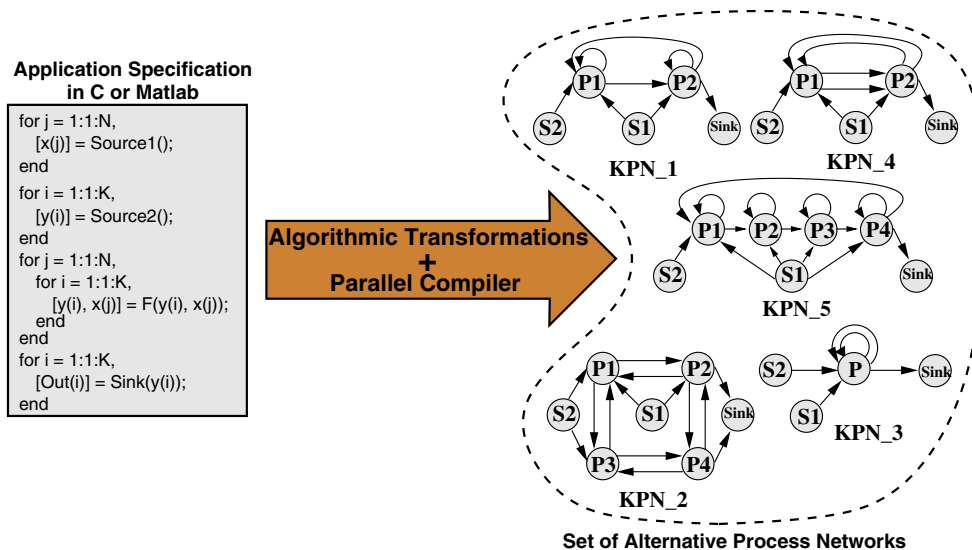 Application Specification
in C or Matlab
for j = 1:1:N,
[x(j)] = Source1();
end
for i = 1:1:K,
[y(i)] = Source2();
end
for j = 1:1:N,
for i = 1:1:K,
[y(i), x(j)] = F(y(i), x(j));
end
end
for i = 1:1:K,
[Out(i)] = Sink(y(i));
end
Algorithmic Transformations
+
Parallel Compiler
P1 P2
S2 S1 Sink
KPN_1
P1 P2
S2 S1 Sink
KPN_4
P1 P2 P3 P4
S2 S1 Sink
KPN_5
P1 P2
S2 S1 Sink
P3 P4
KPN_2
S2 P Sink
S1
KPN_3
Set of Alternative Process Networks